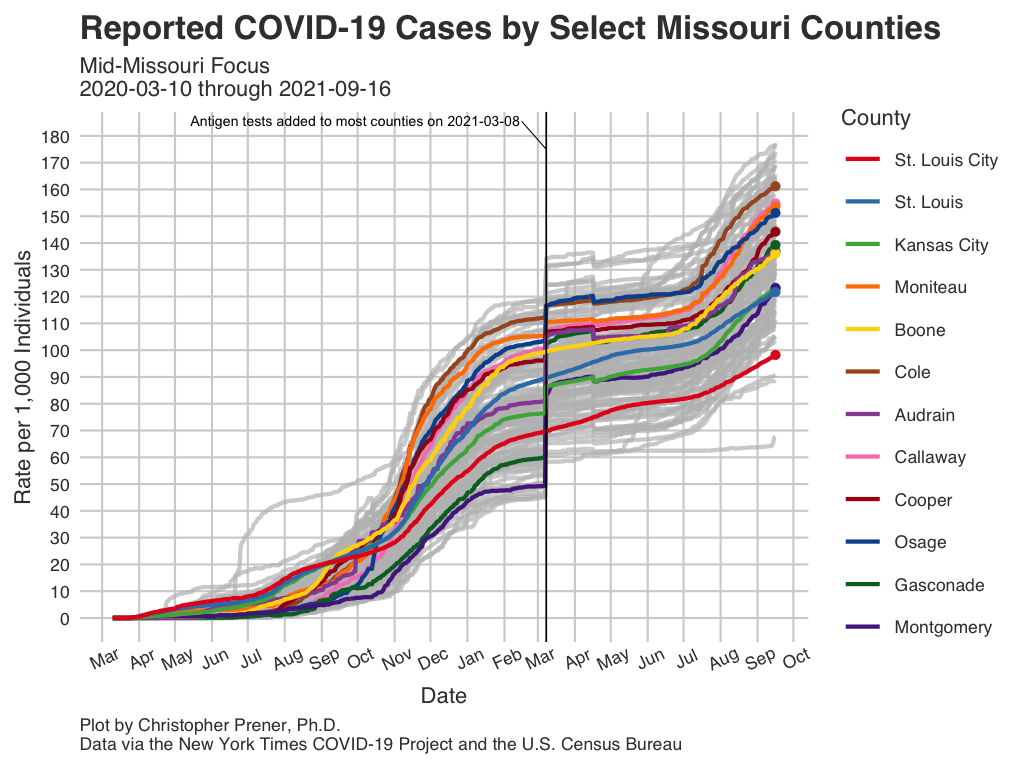 Reported COVID-19 Cases by Select Missouri Counties
Mid-Missouri Focus
2020-03-10 through 2021-09-16
Antigen tests added to most counties on 2021-03-08
County
St. Louis City
St. Louis
Kansas City
Moniteau
Boone
Cole
Audrain
Callaway
Cooper
Osage
Gasconade
Montgomery
Rate per 1,000 Individuals
180
170
160
150
140
130
120
110
100
90
80
70
60
50
40
30
20
10
0
Mar Apr May Jun Jul Aug Sep Oct Nov Dec Jan Feb Mar Apr May Jun Jul Aug Sep Oct
Date
Plot by Christopher Prener, Ph.D.
Data via the New York Times COVID-19 Project and the U.S. Census Bureau